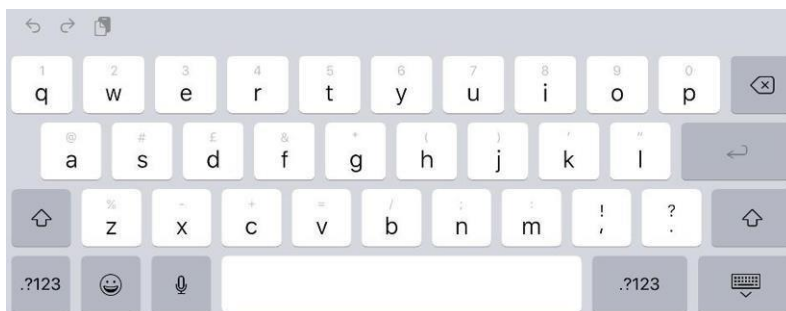 1 2 3 4 5 6 7 8 9 0
q w e r t y u i o p
@ # £ & * ( ) ' "
a s d f g h j k l
% - + = / ; : ! ?
z x c v b n m , .
.?123 .?123